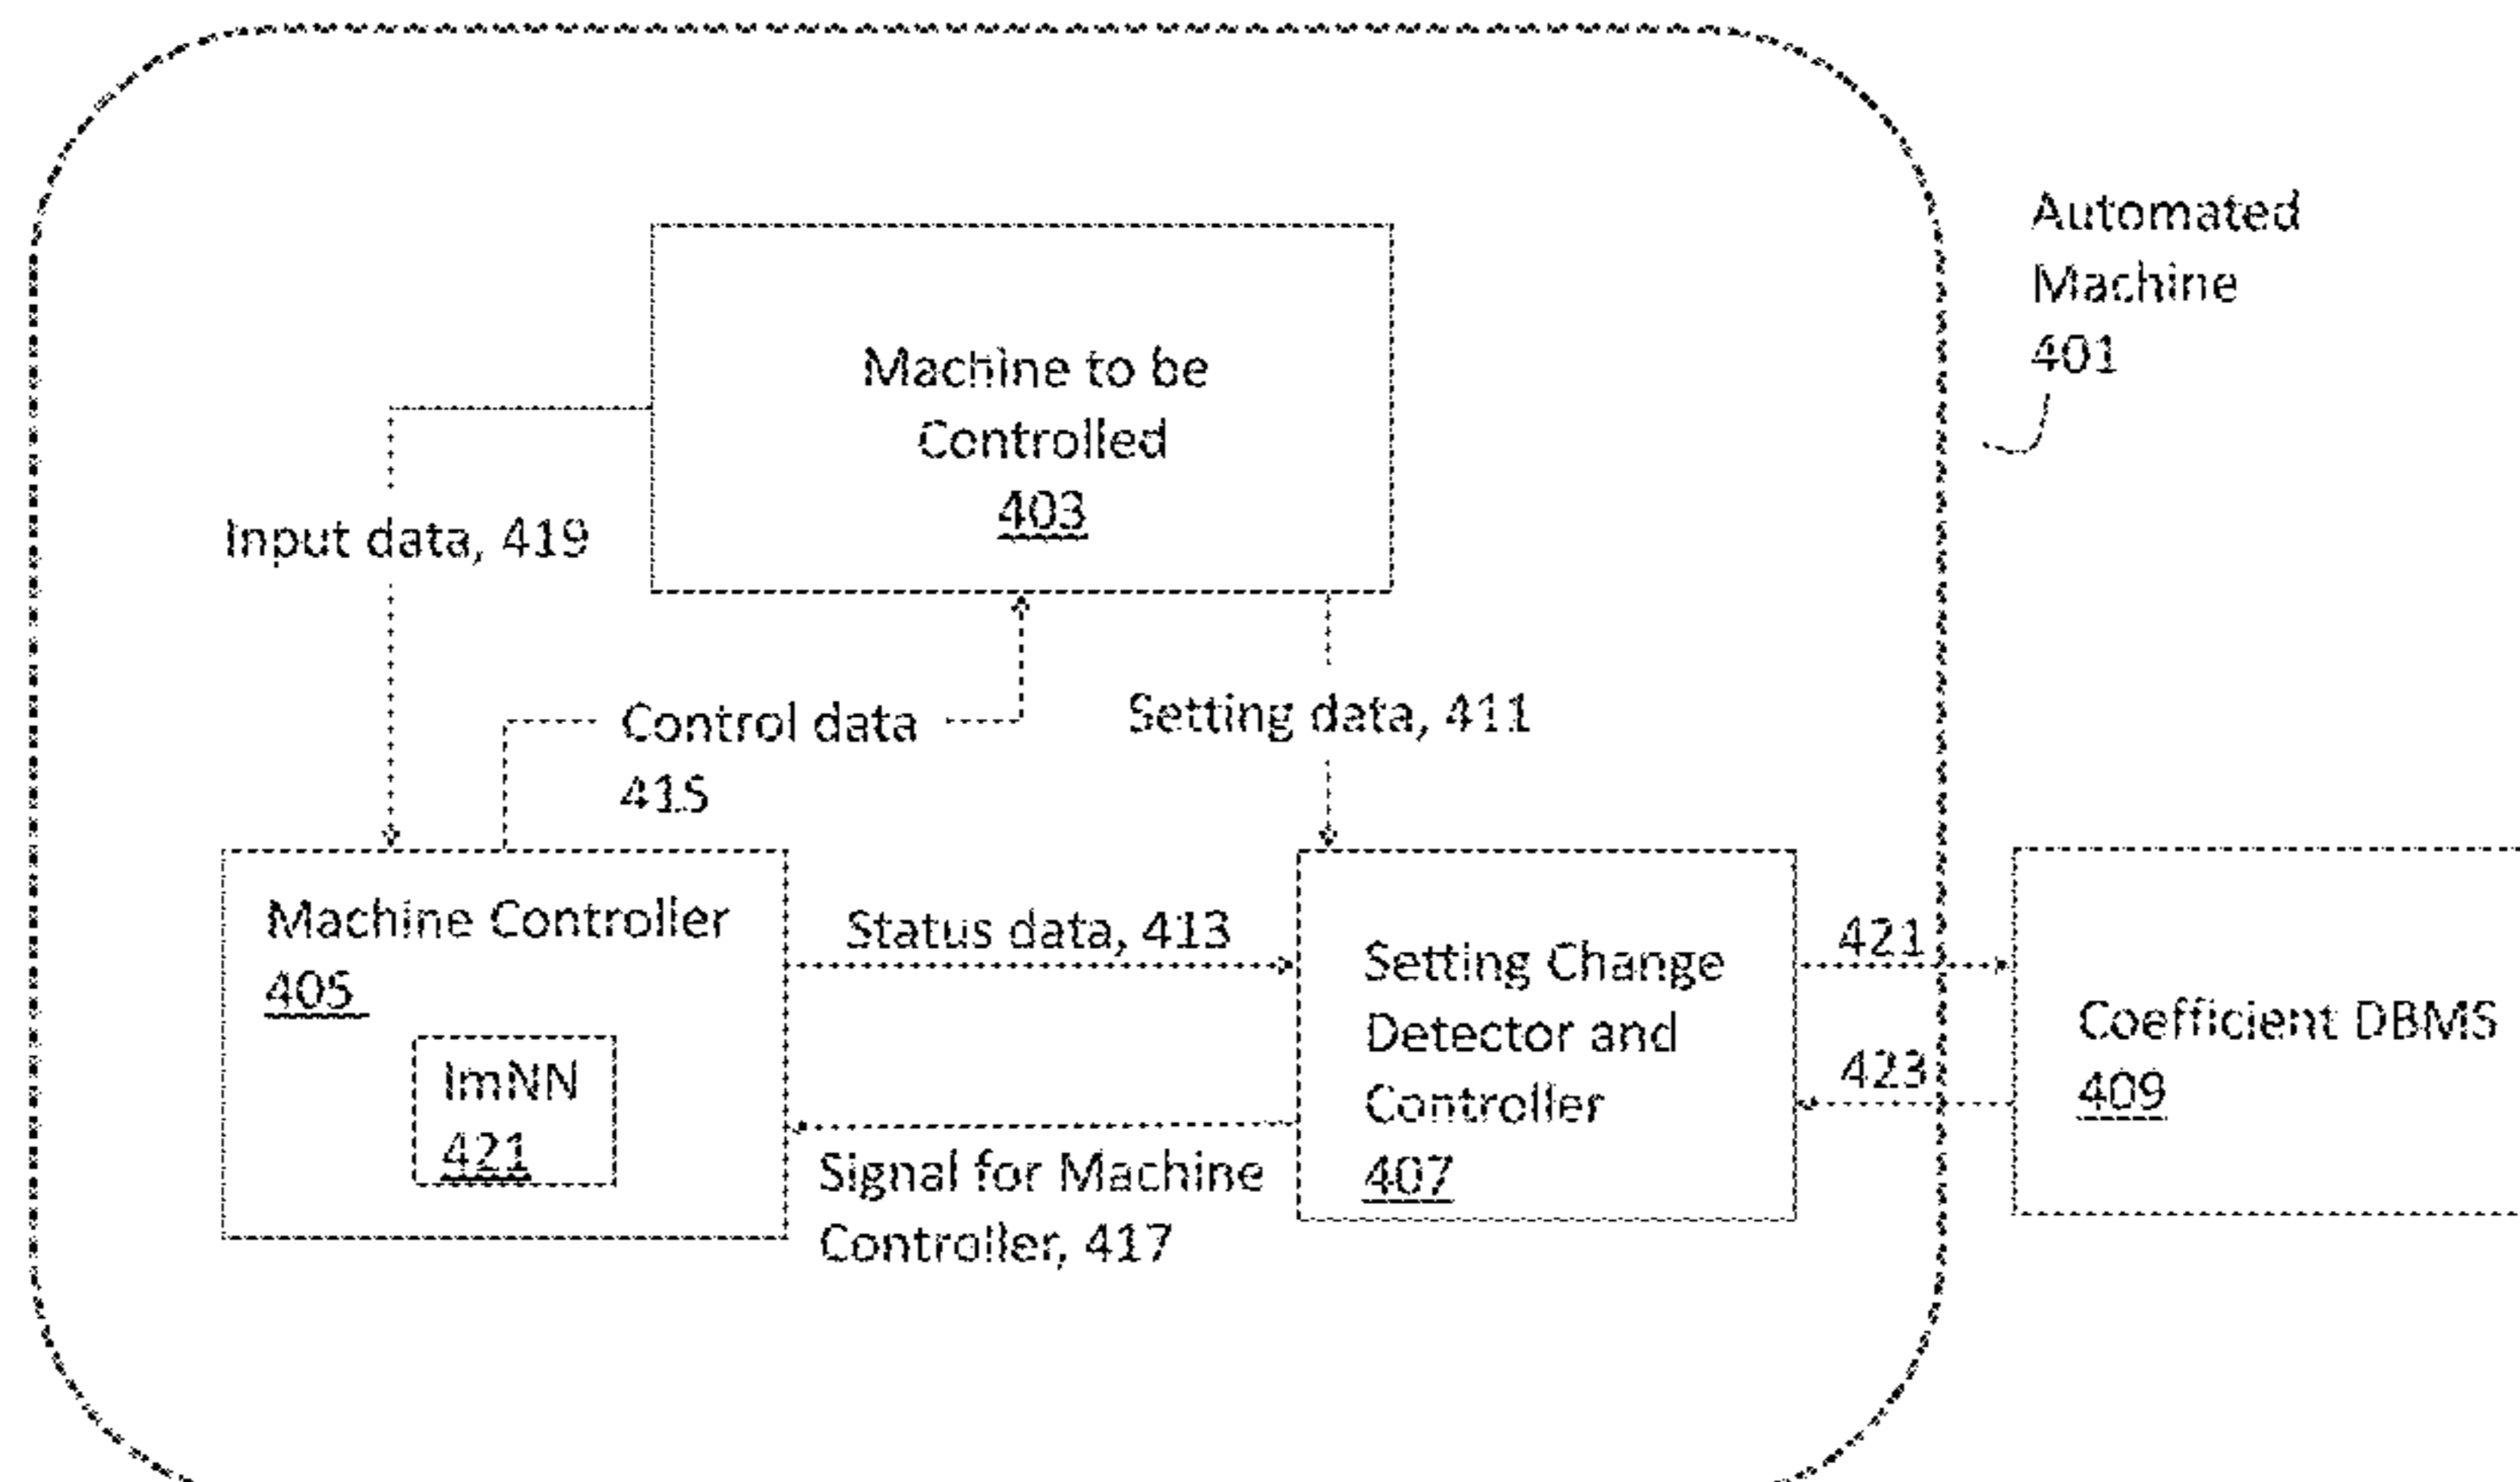 Automated
Machine
401
Machine to be
Controlled
403
Input data, 419
Control data
415
Setting data, 411
Machine Controller
405
ImNN
421
Status data, 413
Signal for Machine
Controller, 417
Setting Change
Detector and
Controller
407
421
423
Coefficient DBMS
409